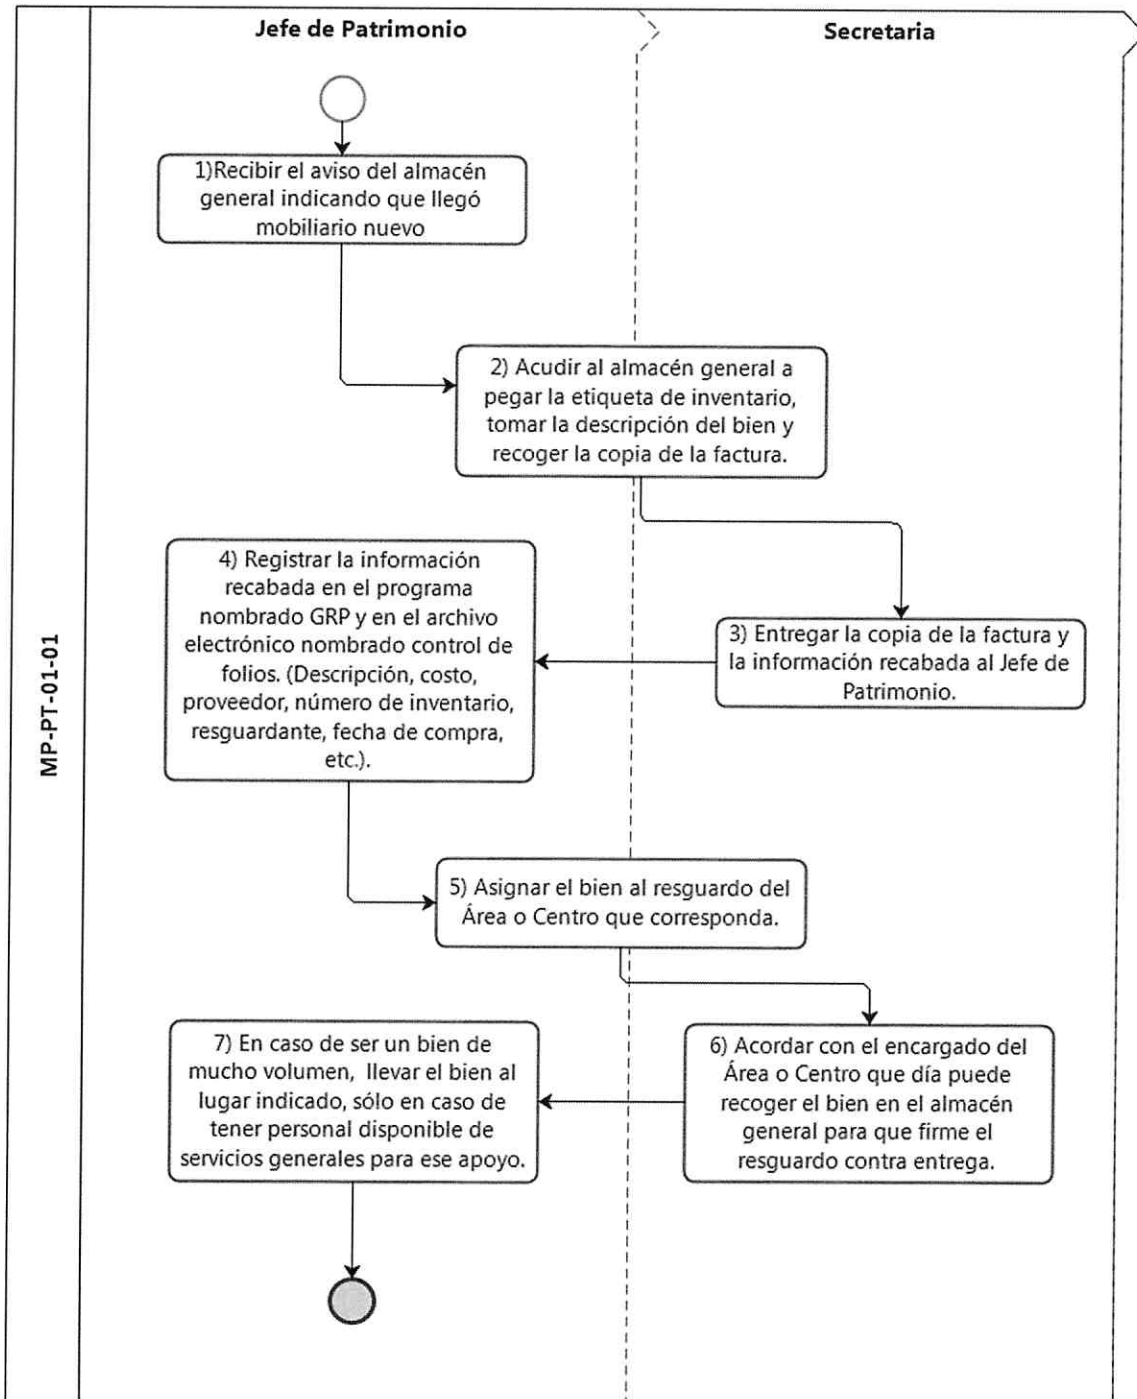 Jefe de Patrimonio
Secretaria
MP-PT-01-01
1)Recibir el aviso del almacén
general indicando que llegó
mobiliario nuevo
2) Acudir al almacén general a
pegar la etiqueta de inventario,
tomar la descripción del bien y
recoger la copia de la factura.
3) Entregar la copia de la factura y
la información recabada al Jefe de
Patrimonio.
4) Registrar la información
recabada en el programa
nombrado GRP y en el archivo
electrónico nombrado control de
folios. (Descripción, costo,
proveedor, número de inventario,
resguardante, fecha de compra,
etc.).
5) Asignar el bien al resguardo del
Área o Centro que corresponda.
6) Acordar con el encargado del
Área o Centro que día puede
recoger el bien en el almacén
general para que firme el
resguardo contra entrega.
7) En caso de ser un bien de
mucho volumen, llevar el bien al
lugar indicado, sólo en caso de
tener personal disponible de
servicios generales para ese apoyo.